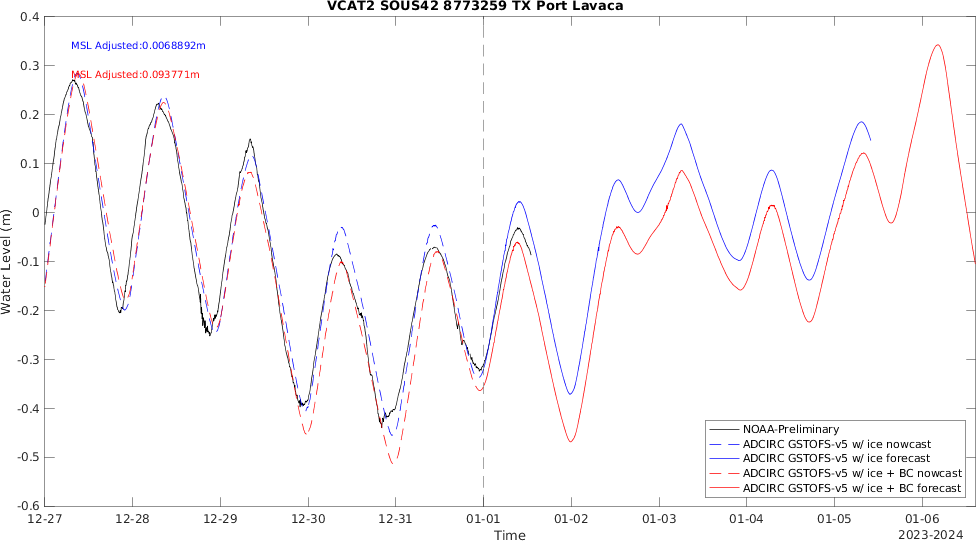 VCAT2 SOUS42 8773259 TX Port Lavaca
MSL Adjusted:0.0068892m
MSL Adjusted:0.093771m
Water Level (m)
0.4
0.3
0.2
0.1
0
-0.1
-0.2
-0.3
-0.4
-0.5
-0.6
NOAA-Preliminary
ADCIRC GSTOFS-v5 w/ ice nowcast
ADCIRC GSTOFS-v5 w/ ice forecast
ADCIRC GSTOFS-v5 w/ ice + BC nowcast
ADCIRC GSTOFS-v5 w/ ice + BC forecast
12-27 12-28 12-29 12-30 12-31 01-01 01-02 01-03 01-04 01-05 01-06
Time
2023-2024